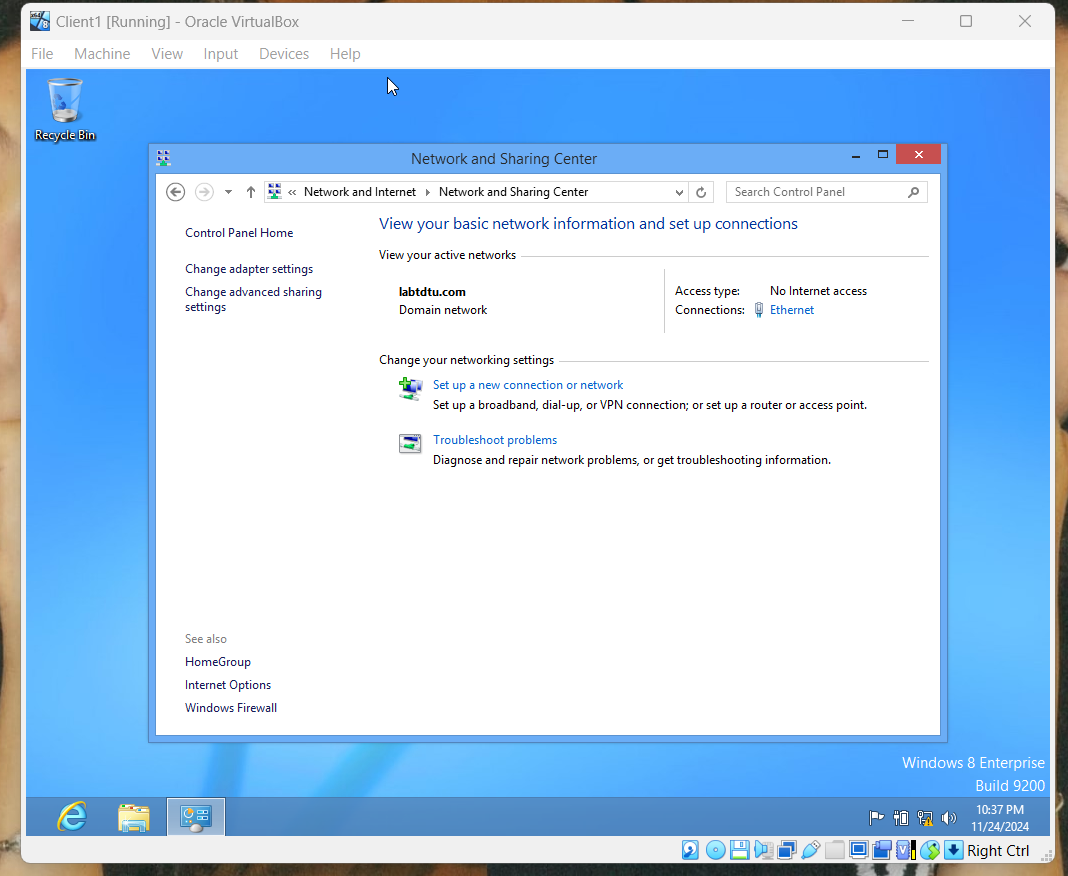 Client1 [Running] - Oracle VirtualBox
File Machine View Input Devices Help
Recycle Bin
Network and Sharing Center
« Network and Internet Network and Sharing Center Search Control Panel
Control Panel Home
Change adapter settings
Change advanced sharing
settings
View your basic network information and set up connections
View your active networks
labtdtu.com
Domain network
Access type: No Internet access
Connections: Ethernet
Change your networking settings
Set up a new connection or network
Set up a broadband, dial-up, or VPN connection; or set up a router or access point.
Troubleshoot problems
Diagnose and repair network problems, or get troubleshooting information.
See also
HomeGroup
Internet Options
Windows Firewall
Windows 8 Enterprise
Build 9200
10:37 PM
11/24/2024
Right Ctrl